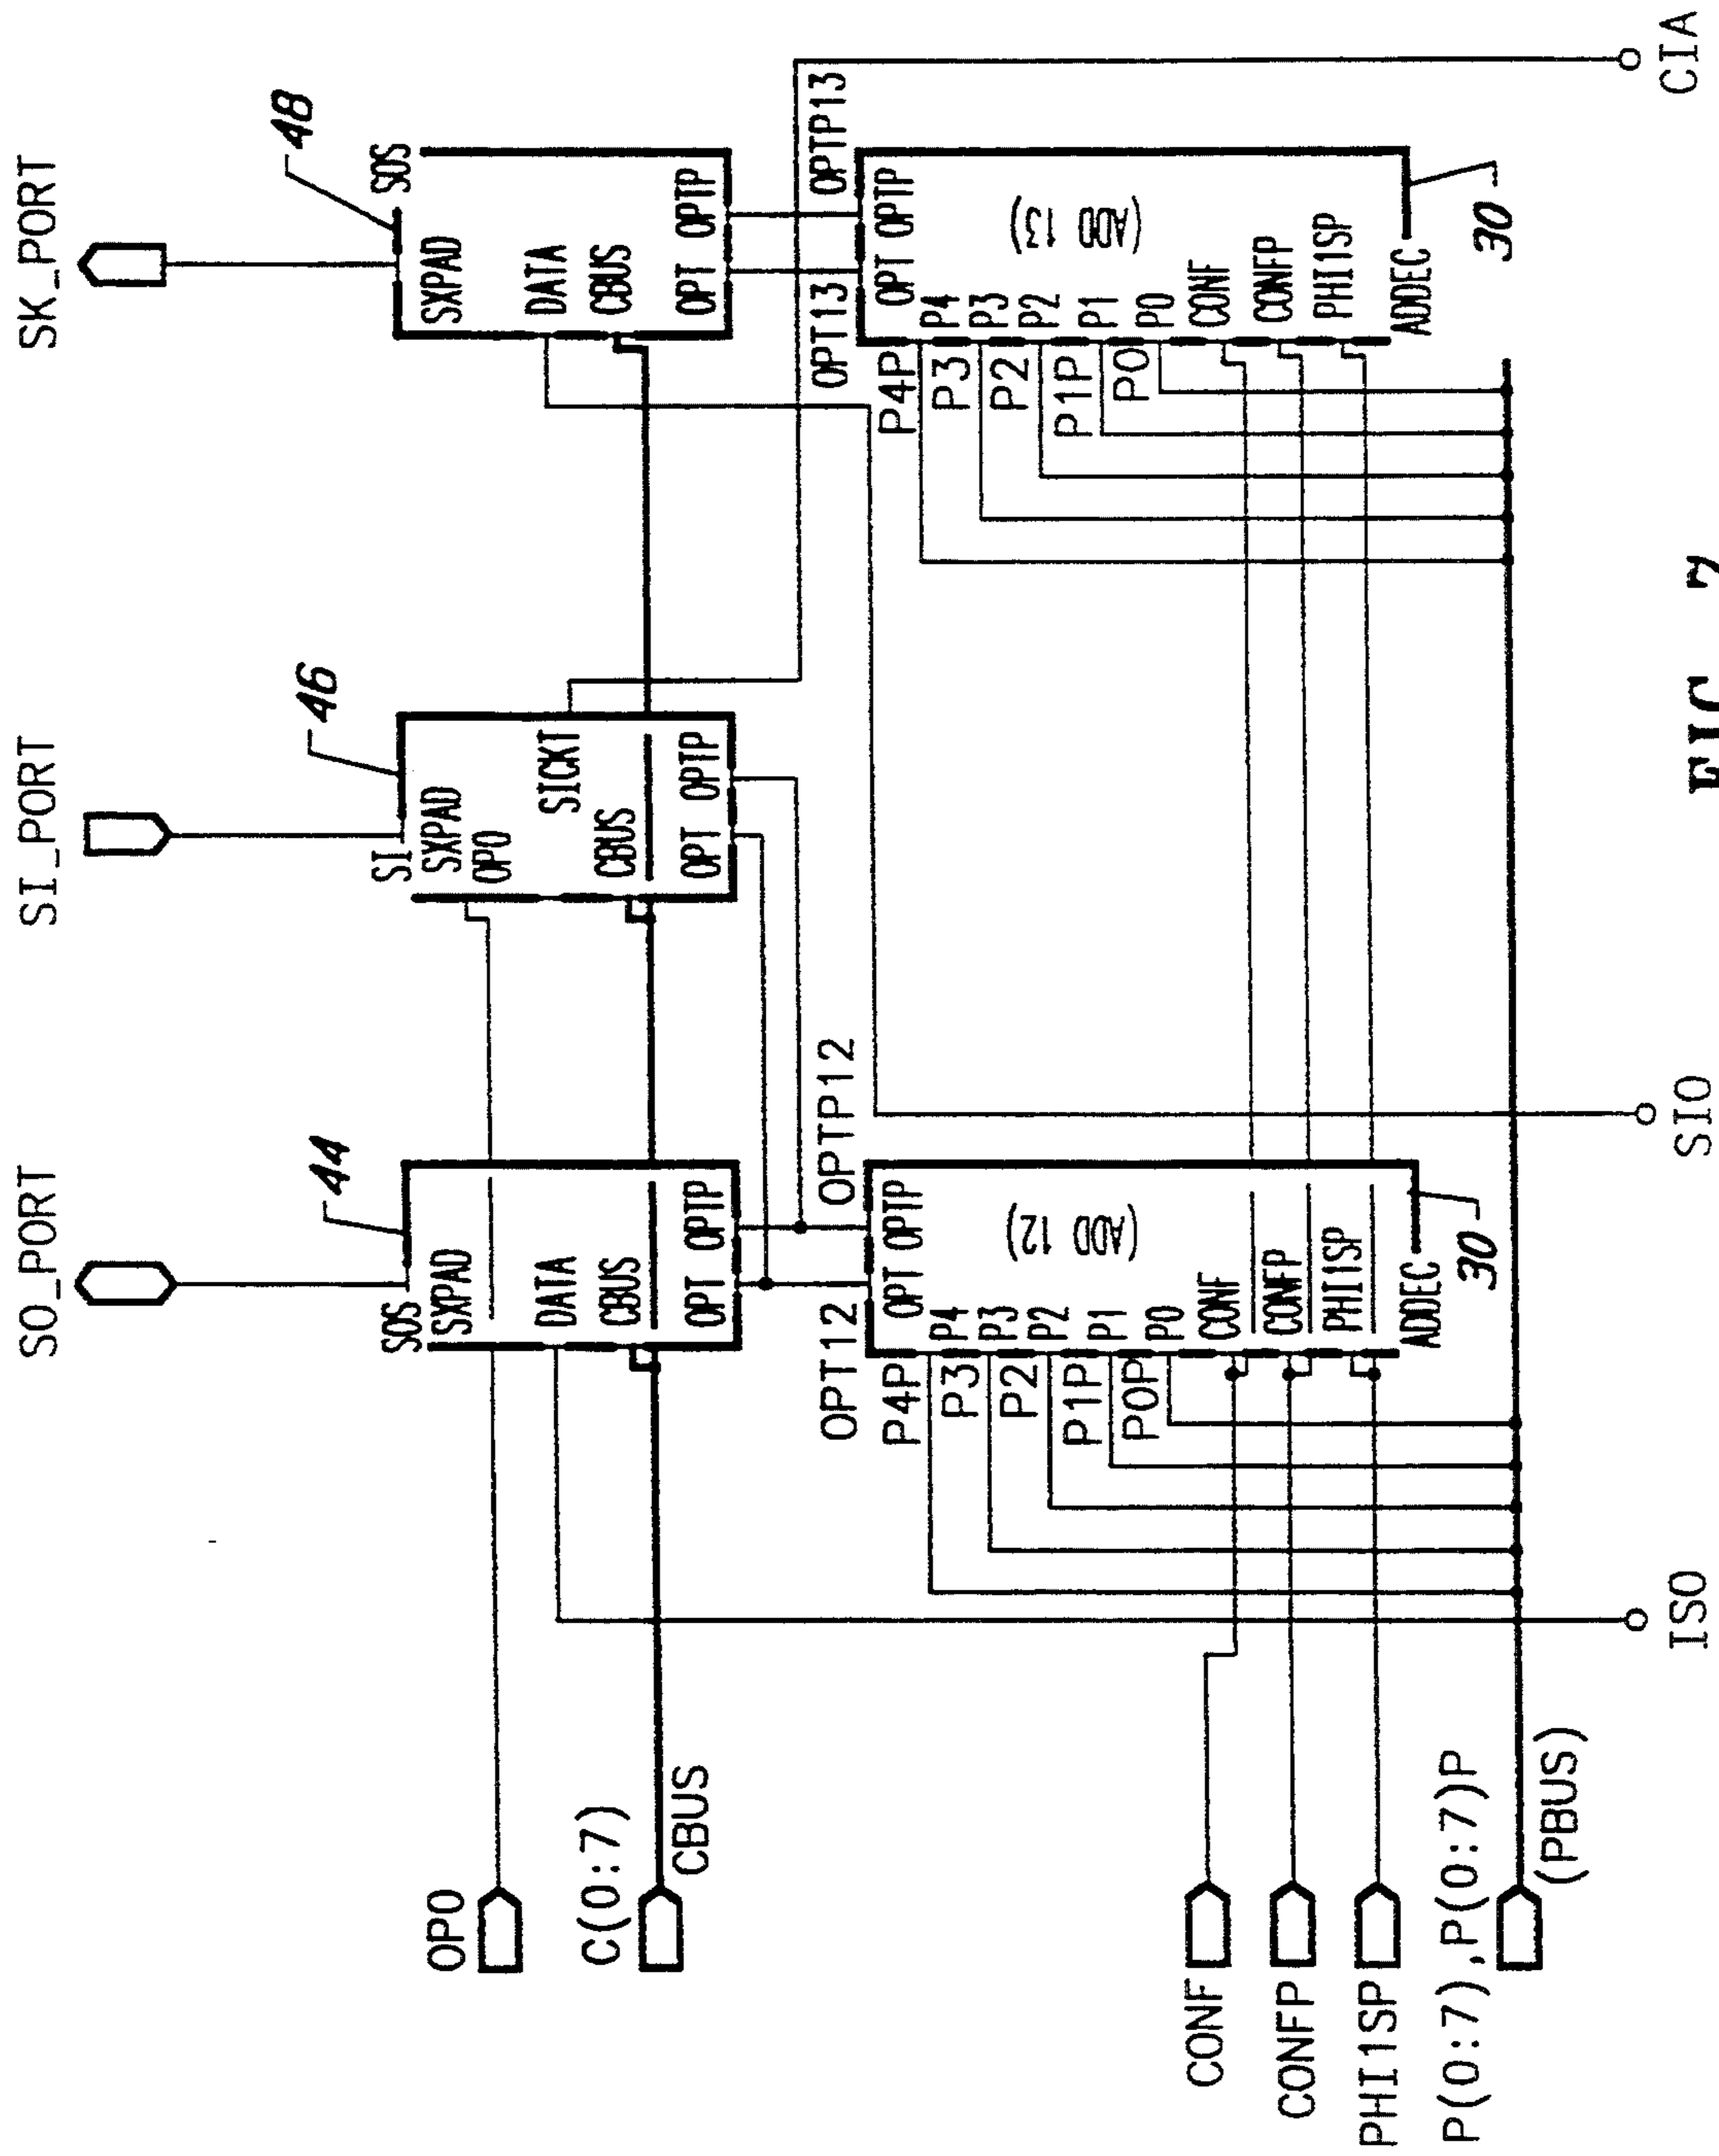 SO_PORT
SI_PORT
SK_PORT
44
46
48
SOS
SXPAD
DATA
CBUS
OPT OPTP
SI
SXPAD
OPO
SICKT
CBUS
OPT OPTP
SOS
SXPAD
DATA
CBUS
OPT OPTP
OPO
C(0:7)
CBUS
OPT12
OPTP12
OPT13
OPTP13
OPT OPTP
(ADD 12)
P4P
P3
P2
P1P
P0P
P4
P3
P2
P1
P0
CONF
CONFP
PHI1SP
ADDEC
30
OPT OPTP
(ADD 13)
P4P
P3
P2
P1P
P0
P4
P3
P2
P1
P0
CONF
CONFP
PHI1SP
ADDEC
30
CONF
CONFP
PHI1SP
P(0:7),P(0:7)P
(PBUS)
ISO
SIO
CIA
FIG. 7